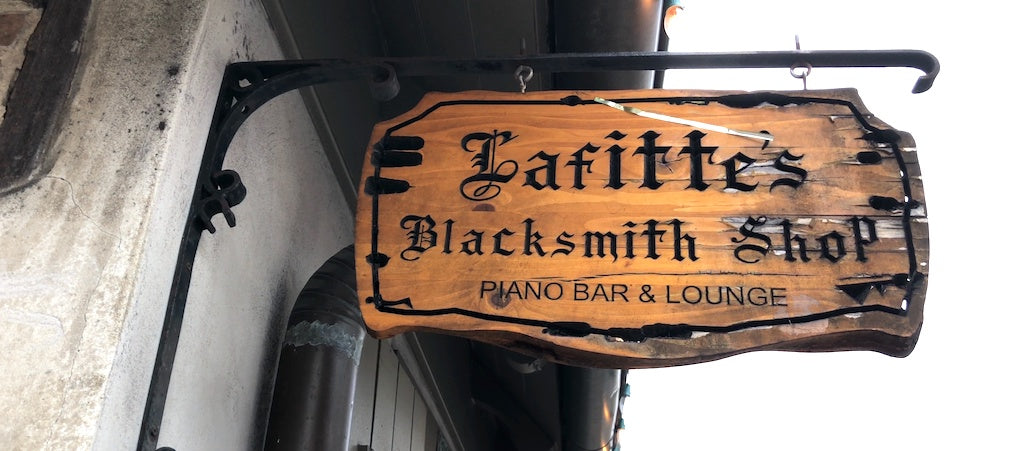 Lafitte's
Blacksmith Shop
PIANO BAR & LOUNGE